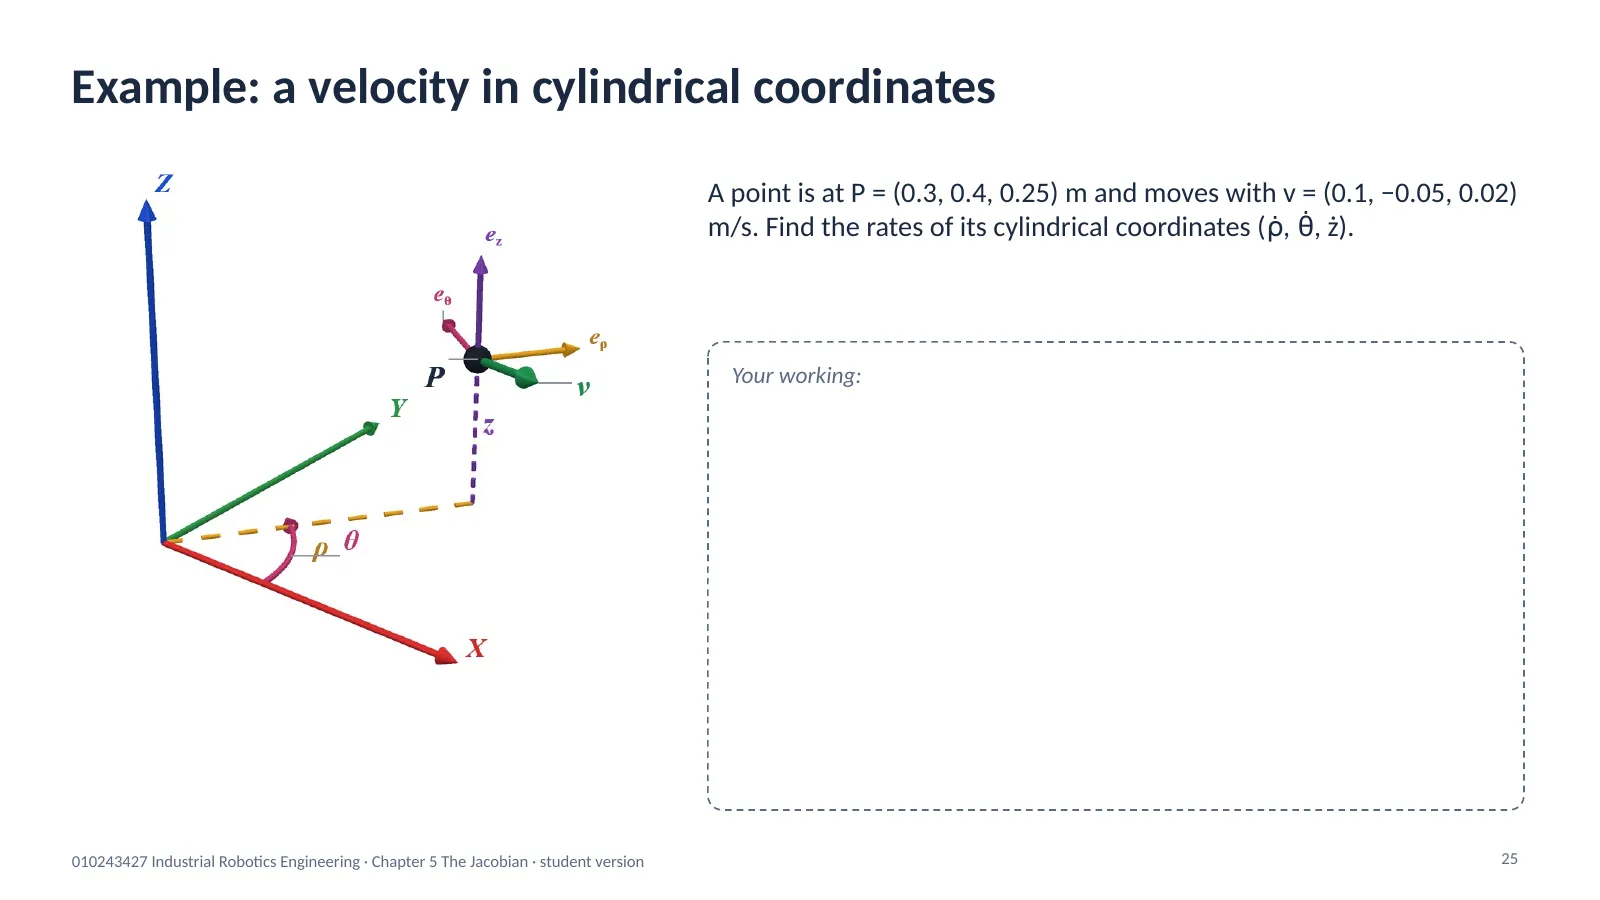 Example: a velocity in cylindrical coordinates
Z
e_z
e_θ
e_ρ
P
v
Y
z
ρ
θ
X
A point is at P = (0.3, 0.4, 0.25) m and moves with v = (0.1, −0.05, 0.02)
m/s. Find the rates of its cylindrical coordinates (ρ̇, θ̇, ż).
Your working:
010243427 Industrial Robotics Engineering · Chapter 5 The Jacobian · student version
25